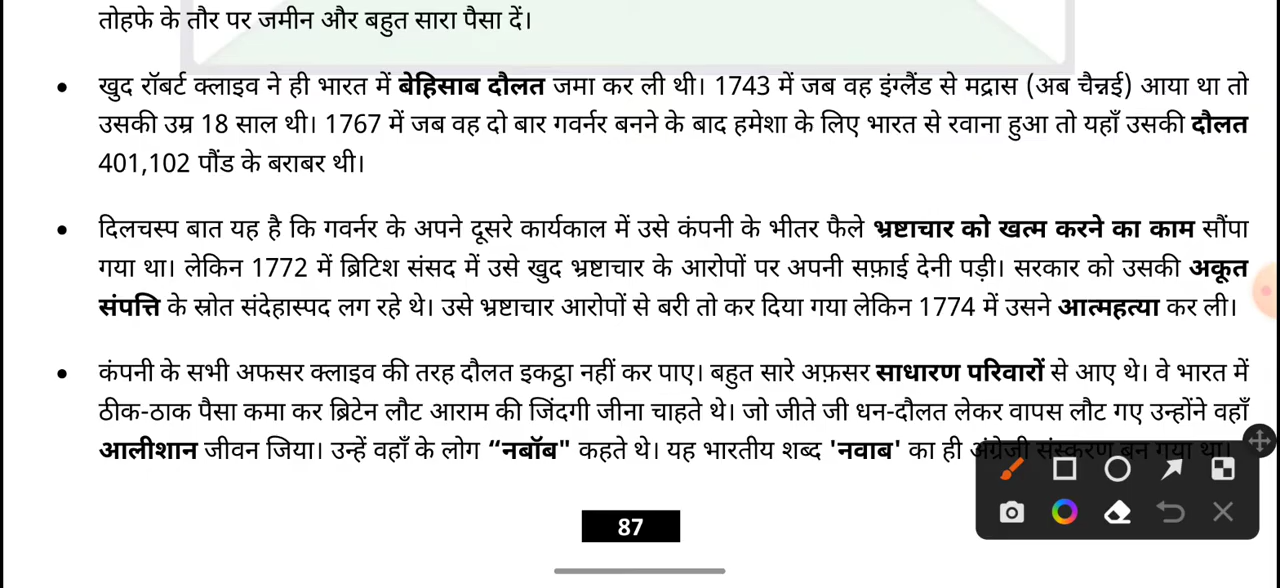 तोहफे के तौर पर जमीन और बहुत सारा पैसा दें।
• खुद रॉबर्ट क्लाइव ने ही भारत में बेहिसाब दौलत जमा कर ली थी। 1743 में जब वह इंग्लैंड से मद्रास (अब चैन्नई) आया था तो
उसकी उम्र 18 साल थी। 1767 में जब वह दो बार गवर्नर बनने के बाद हमेशा के लिए भारत से रवाना हुआ तो यहाँ उसकी दौलत
401,102 पौंड के बराबर थी।
• दिलचस्प बात यह है कि गवर्नर के अपने दूसरे कार्यकाल में उसे कंपनी के भीतर फैले भ्रष्टाचार को खत्म करने का काम सौंपा
गया था। लेकिन 1772 में ब्रिटिश संसद में उसे खुद भ्रष्टाचार के आरोपों पर अपनी सफ़ाई देनी पड़ी। सरकार को उसकी अकूत
संपत्ति के स्रोत संदेहास्पद लग रहे थे। उसे भ्रष्टाचार आरोपों से बरी तो कर दिया गया लेकिन 1774 में उसने आत्महत्या कर ली।
• कंपनी के सभी अफसर क्लाइव की तरह दौलत इकट्ठा नहीं कर पाए। बहुत सारे अफ़सर साधारण परिवारों से आए थे। वे भारत में
ठीक-ठाक पैसा कमा कर ब्रिटेन लौट आराम की जिंदगी जीना चाहते थे। जो जीते जी धन-दौलत लेकर वापस लौट गए उन्होंने वहाँ
आलीशान जीवन जिया। उन्हें वहाँ के लोग “नबॉब" कहते थे। यह भारतीय शब्द 'नवाब' का ही अंग्रेजी संस्करण बन गया था।
87